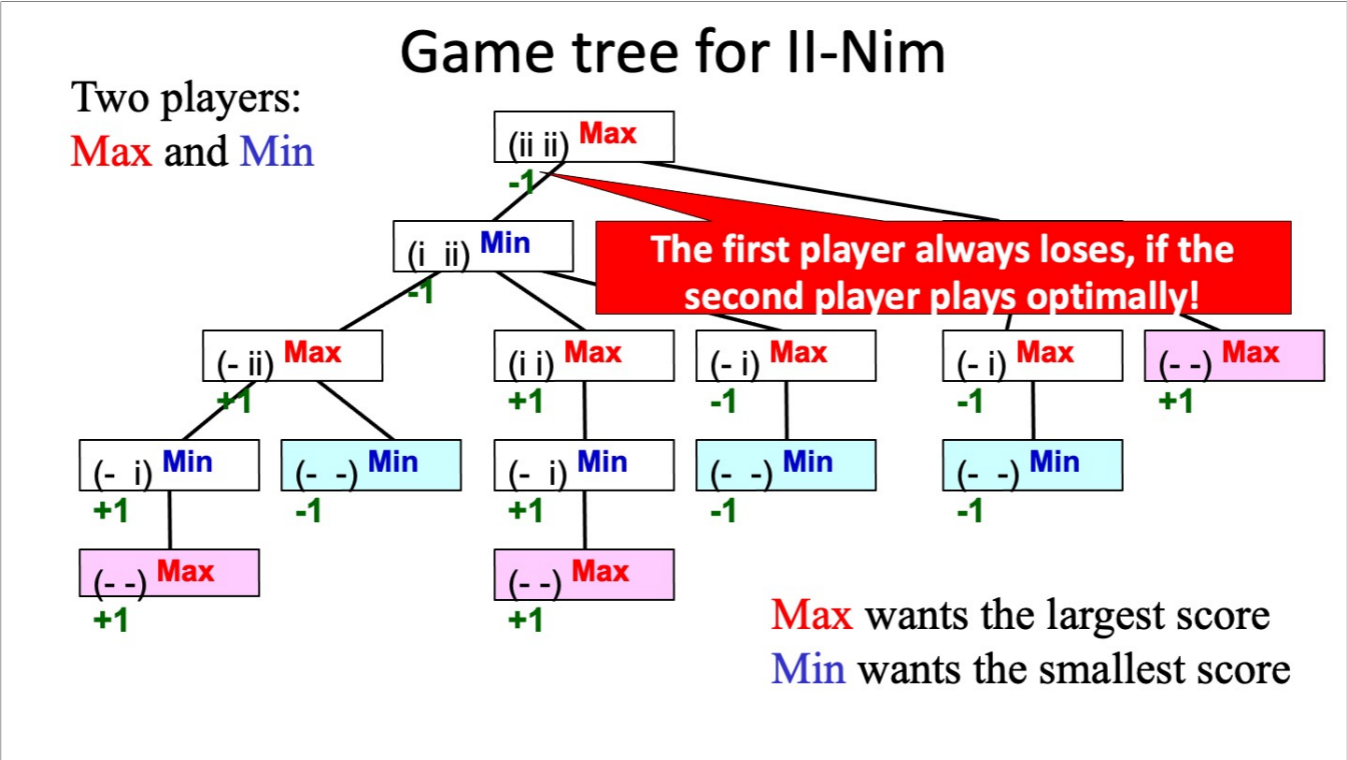 Game tree for II-Nim
Two players:
Max and Min
(ii ii) Max
-1
(i ii) Min
-1
The first player always loses, if the
second player plays optimally!
(- ii) Max
+1
(i i) Max
+1
(- i) Max
-1
(- i) Max
-1
(- -) Max
+1
(- i) Min
+1
(- -) Min
-1
(- i) Min
+1
(- -) Min
-1
(- -) Min
-1
(- -) Max
+1
(- -) Max
+1
Max wants the largest score
Min wants the smallest score